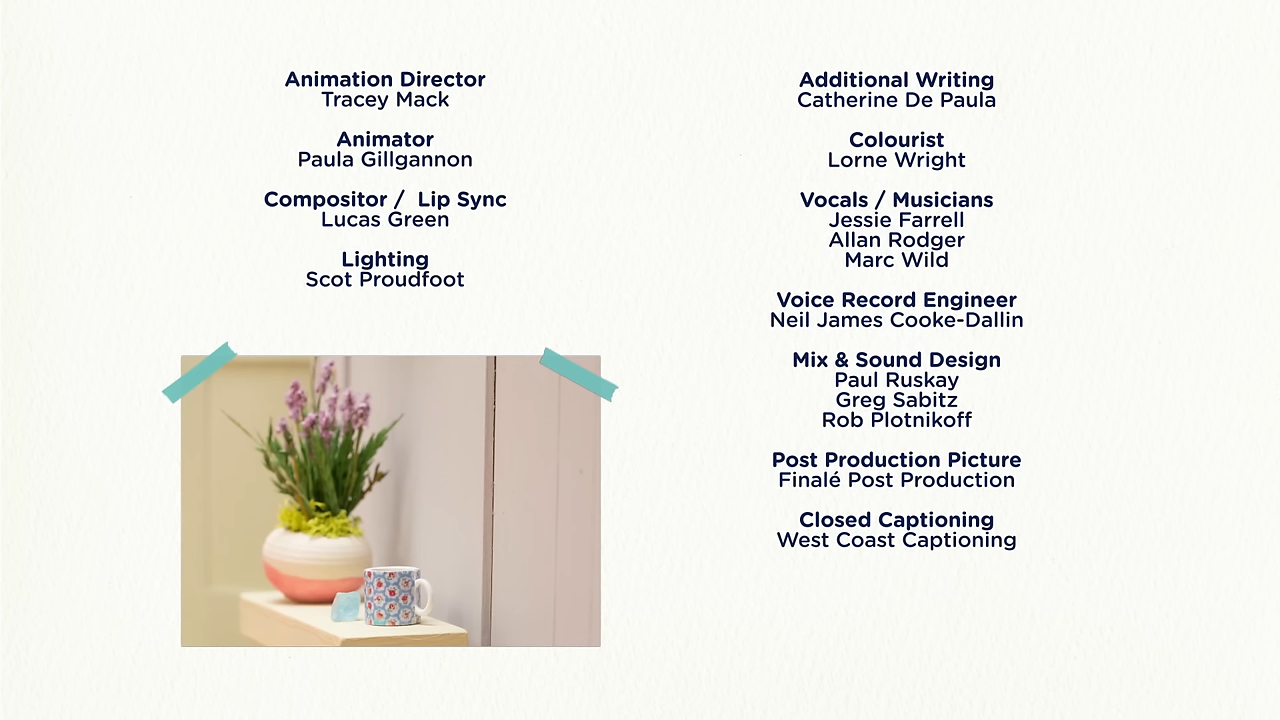 Animation Director
Tracey Mack
Animator
Paula Gillgannon
Compositor /  Lip Sync
Lucas Green
Lighting
Scot Proudfoot
Additional Writing
Catherine De Paula
Colourist
Lorne Wright
Vocals / Musicians
Jessie Farrell
Allan Rodger
Marc Wild
Voice Record Engineer
Neil James Cooke-Dallin
Mix & Sound Design
Paul Ruskay
Greg Sabitz
Rob Plotnikoff
Post Production Picture
Finalé Post Production
Closed Captioning
West Coast Captioning